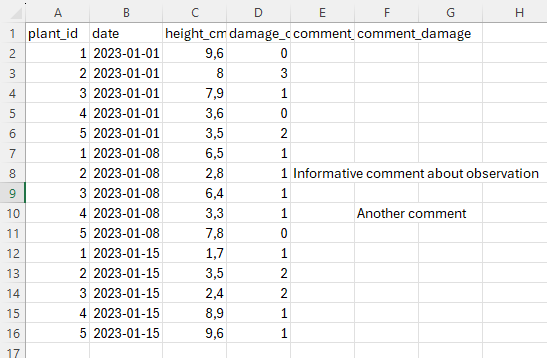 A B C D E F G H
1 plant_id date height_cm damage_c comment_ comment_damage
2 1 2023-01-01 9,6 0
3 2 2023-01-01 8 3
4 3 2023-01-01 7,9 1
5 4 2023-01-01 3,6 0
6 5 2023-01-01 3,5 2
7 1 2023-01-08 6,5 1
8 2 2023-01-08 2,8 1 Informative comment about observation
9 3 2023-01-08 6,4 1
10 4 2023-01-08 3,3 1 Another comment
11 5 2023-01-08 7,8 0
12 1 2023-01-15 1,7 1
13 2 2023-01-15 3,5 2
14 3 2023-01-15 2,4 2
15 4 2023-01-15 8,9 1
16 5 2023-01-15 9,6 1
17